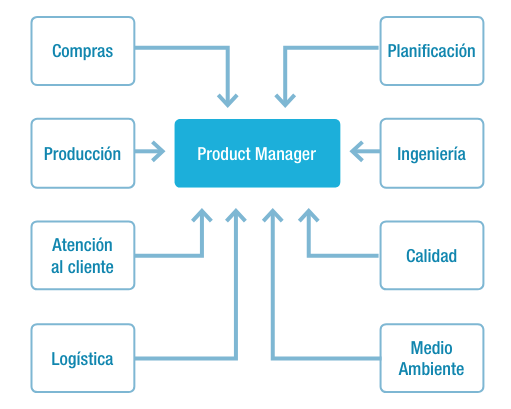 Compras
Planificación
Producción
Product Manager
Ingeniería
Atención
al cliente
Calidad
Logística
Medio
Ambiente